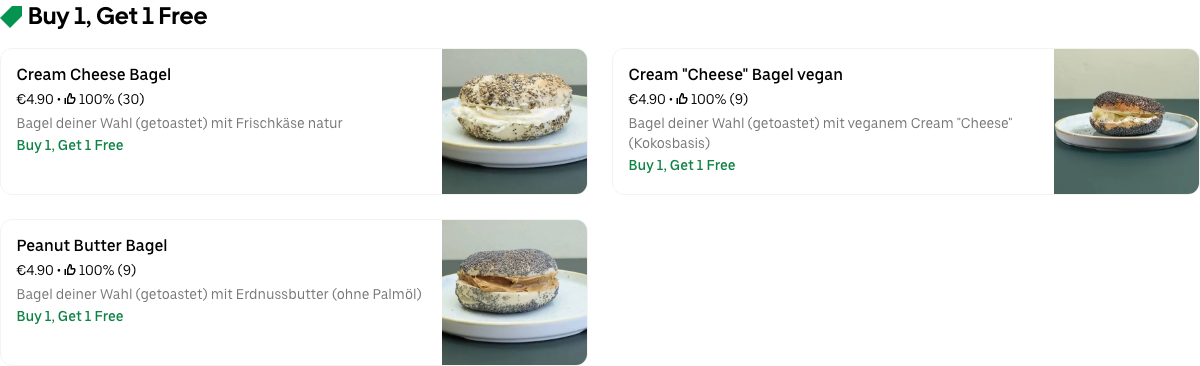 Buy 1, Get 1 Free
Cream Cheese Bagel
€4.90 • 100% (30)
Bagel deiner Wahl (getoastet) mit Frischkäse natur
Buy 1, Get 1 Free
Cream "Cheese" Bagel vegan
€4.90 • 100% (9)
Bagel deiner Wahl (getoastet) mit veganem Cream "Cheese"
(Kokosbasis)
Buy 1, Get 1 Free
Peanut Butter Bagel
€4.90 • 100% (9)
Bagel deiner Wahl (getoastet) mit Erdnussbutter (ohne Palmöl)
Buy 1, Get 1 Free